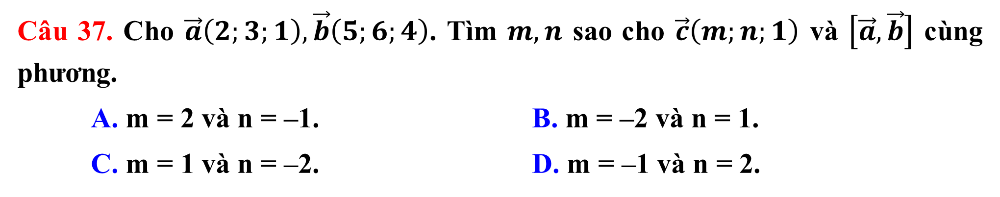 Câu 37. Cho $\vec{a}(2;3;1), \vec{b}(5;6;4)$. Tìm $m,n$ sao cho $\vec{c}(m;n;1)$ và $[\vec{a},\vec{b}]$ cùng
phương.
A. m = 2 và n = –1. B. m = –2 và n = 1.
C. m = 1 và n = –2. D. m = –1 và n = 2.